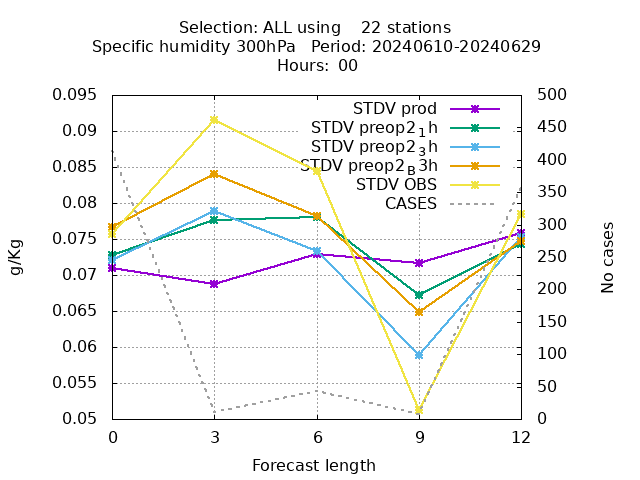 Selection: ALL using    22 stations
Specific humidity 300hPa   Period: 20240610-20240629
Hours:  00
0.095
0.09
0.085
0.08
0.075
0.07
0.065
0.06
0.055
0.05
500
450
400
350
300
250
200
150
100
50
0
STDV prod
STDV preop2₁h
STDV preop2₃h
STDV preop2_B3h
STDV OBS
CASES
g/Kg
No cases
0 3 6 9 12
Forecast length